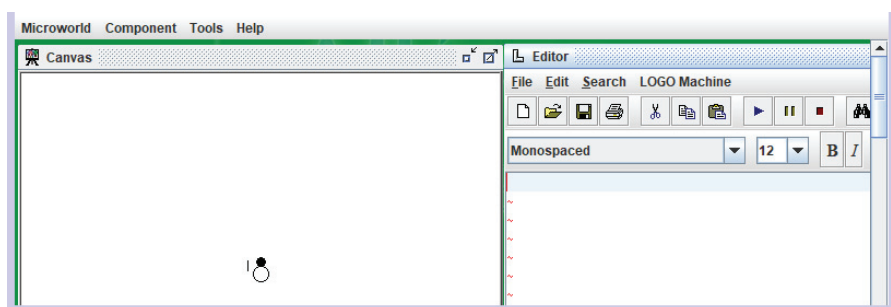 Microworld Component Tools Help
Canvas
Editor
File Edit Search LOGO Machine
Monospaced 12 B I
~
~
~
~
~
~